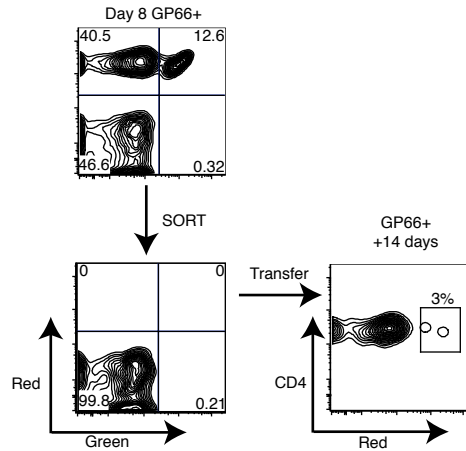 Day 8 GP66+
40.5 12.6
46.6 0.32
SORT
GP66+
+14 days
0 0
Transfer
3%
Red
CD4
99.8 0.21
Green
Red